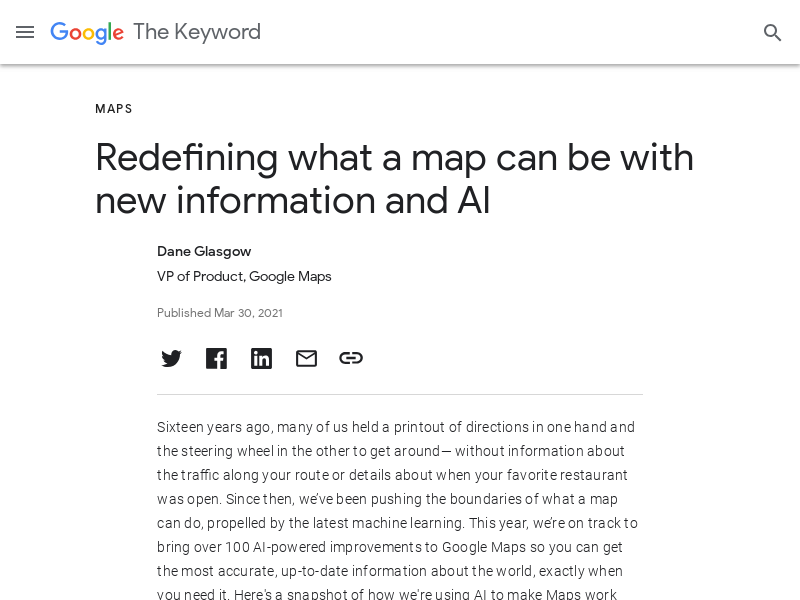 Google The Keyword
MAPS
Redefining what a map can be with
new information and AI
Dane Glasgow
VP of Product, Google Maps
Published Mar 30, 2021
Sixteen years ago, many of us held a printout of directions in one hand and
the steering wheel in the other to get around— without information about
the traffic along your route or details about when your favorite restaurant
was open. Since then, we’ve been pushing the boundaries of what a map
can do, propelled by the latest machine learning. This year, we’re on track to
bring over 100 AI-powered improvements to Google Maps so you can get
the most accurate, up-to-date information about the world, exactly when
you need it. Here's a snapshot of how we're using AI to make Maps work